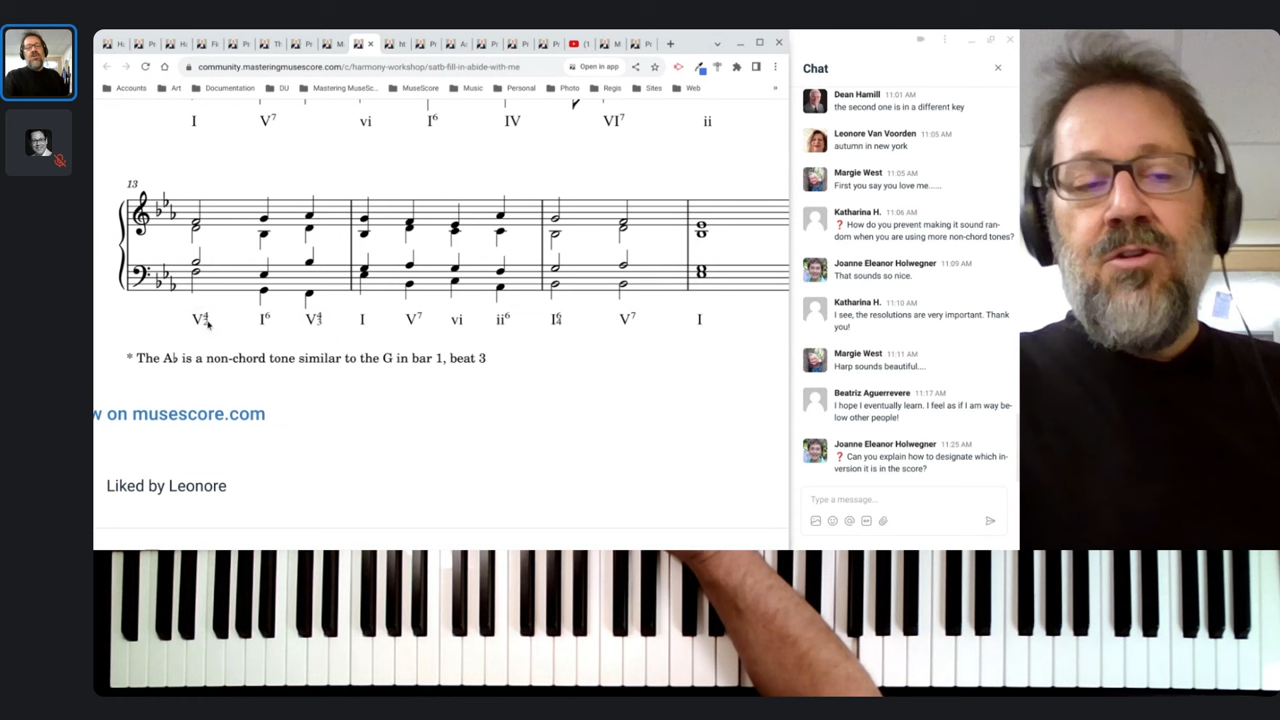 community.masteringmusescore.com/c/harmony-workshop/satb-fill-in-abide-with-me
Open in app
Accounts Art Documentation DU Mastering MuseSc... MuseScore Music Personal Photo Regis Sites Web »
I V7 vi I6 IV VI7 ii
13
V42 I6 V43 I V7 vi ii6 I64 V7 I
* The A♭ is a non-chord tone similar to the G in bar 1, beat 3
w on musescore.com
Liked by Leonore
Chat
Dean Hamill 11:01 AM
the second one is in a different key
Leonore Van Voorden 11:05 AM
autumn in new york
Margie West 11:05 AM
First you say you love me......
Katharina H. 11:06 AM
❓ How do you prevent making it sound ran-
dom when you are using more non-chord tones?
Joanne Eleanor Holwegner 11:09 AM
That sounds so nice.
Katharina H. 11:10 AM
I see, the resolutions are very important. Thank
you!
Margie West 11:11 AM
Harp sounds beautiful....
Beatriz Aguerrevere 11:17 AM
I hope I eventually learn. I feel as if I am way be-
low other people!
Joanne Eleanor Holwegner 11:25 AM
❓ Can you explain how to designate which in-
version it is in the score?
Type a message...